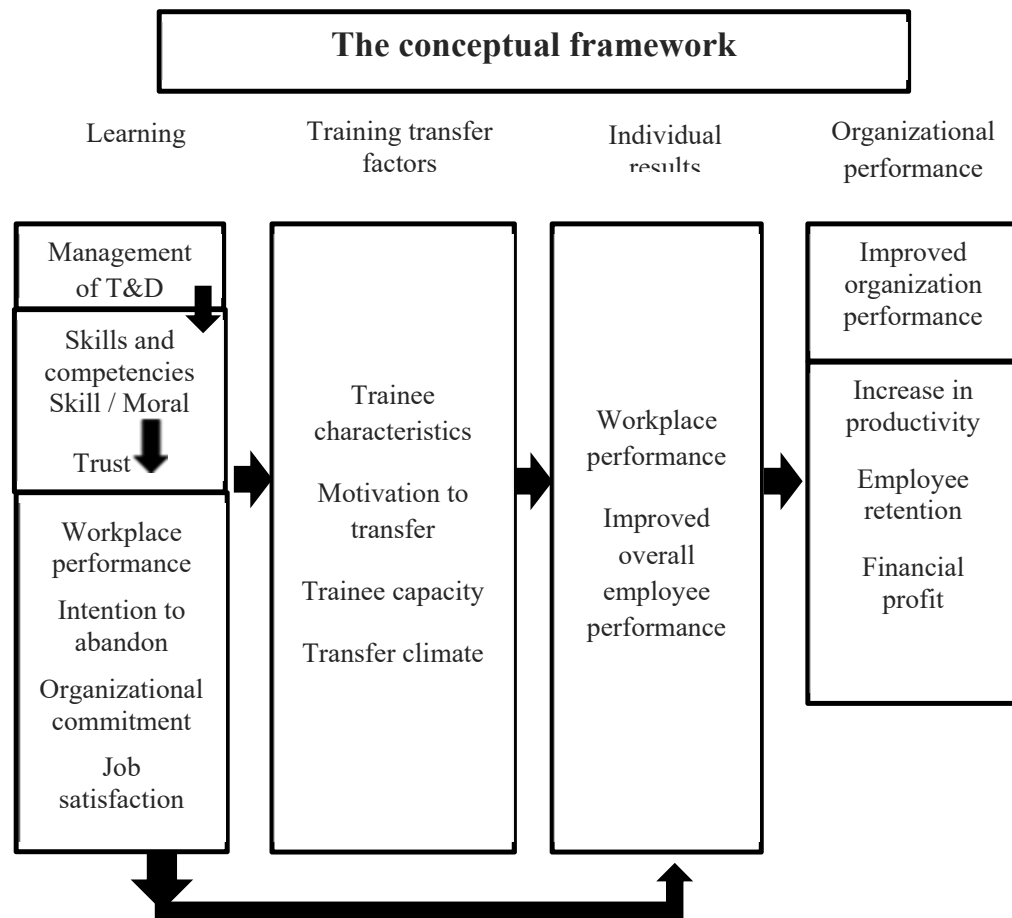 The conceptual framework
Learning
Training transfer
factors
Individual
results
Organizational
performance
Management
of T&D
Skills and
competencies
Skill / Moral
Trust
Workplace
performance
Intention to
abandon
Organizational
commitment
Job
satisfaction
Trainee
characteristics
Motivation to
transfer
Trainee capacity
Transfer climate
Workplace
performance
Improved
overall
employee
performance
Improved
organization
performance
Increase in
productivity
Employee
retention
Financial
profit